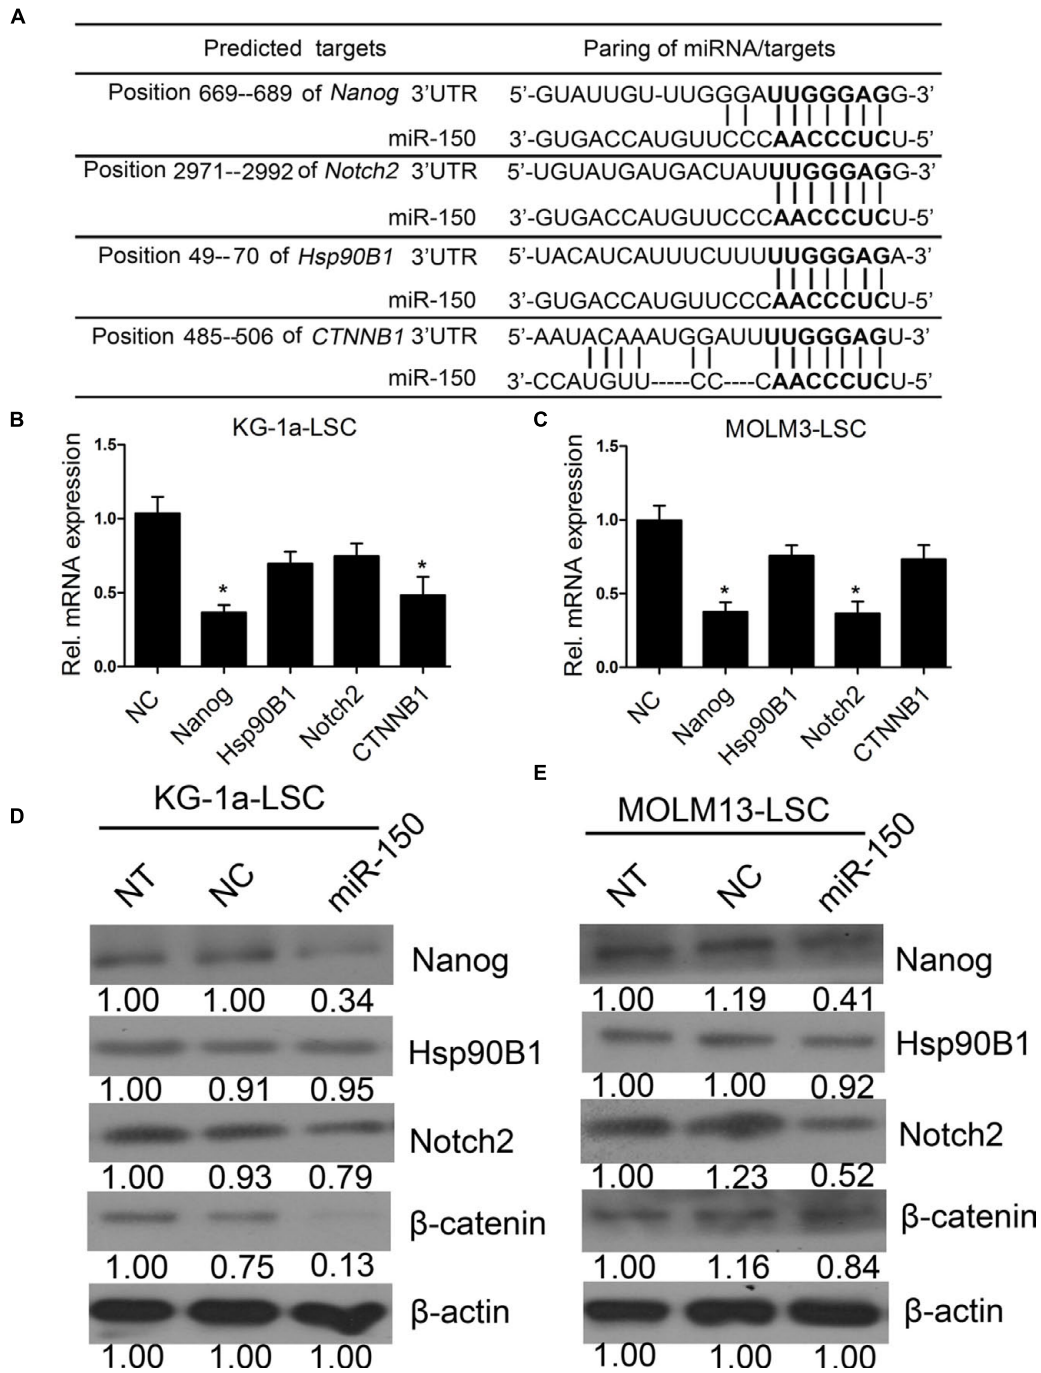 A
Predicted targets Paring of miRNA/targets
Position 669--689 of Nanog 3'UTR 5'-GUAUUGU-UUGGGAUUGGGAGG-3'
miR-150 3'-GUGACCAUGUUCCCAACCCUCU-5'
Position 2971--2992 of Notch2 3'UTR 5'-UGUAUGAUGACUAUUUGGGAGG-3'
miR-150 3'-GUGACCAUGUUCCCAACCCUCU-5'
Position 49--70 of Hsp90B1 3'UTR 5'-UACAUCAUUUCUUUUUGGGAGA-3'
miR-150 3'-GUGACCAUGUUCCCAACCCUCU-5'
Position 485--506 of CTNNB1 3'UTR 5'-AAUACAAAUGGAUUUUGGGAGU-3'
miR-150 3'-CCAUGUU-----CC----CAACCCUCU-5'
B
KG-1a-LSC
Rel. mRNA expression
1.5
1.0
0.5
0.0
* *
NC Nanog Hsp90B1 Notch2 CTNNB1
C
MOLM3-LSC
Rel. mRNA expression
1.5
1.0
0.5
0.0
* *
NC Nanog Hsp90B1 Notch2 CTNNB1
D
KG-1a-LSC
NT NC miR-150
Nanog
1.00 1.00 0.34
Hsp90B1
1.00 0.91 0.95
Notch2
1.00 0.93 0.79
β-catenin
1.00 0.75 0.13
β-actin
1.00 1.00 1.00
E
MOLM13-LSC
NT NC miR-150
Nanog
1.00 1.19 0.41
Hsp90B1
1.00 1.00 0.92
Notch2
1.00 1.23 0.52
β-catenin
1.00 1.16 0.84
β-actin
1.00 1.00 1.00